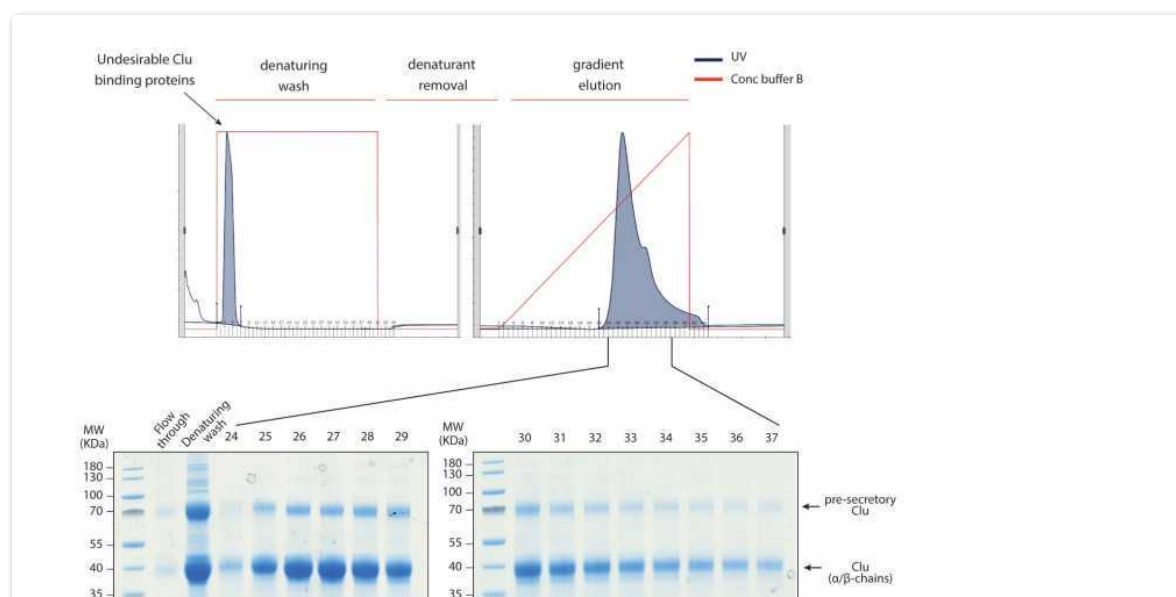 Undesirable Clu
binding proteins
denaturing
wash
denaturant
removal
gradient
elution
UV
Conc buffer B
MW
(KDa)
Flow
through
Denaturing
wash
24 25 26 27 28 29
180
130
100
70
55
40
35
MW
(KDa)
30 31 32 33 34 35 36 37
180
130
100
70
55
40
35
pre-secretory
Clu
Clu
(α/β-chains)